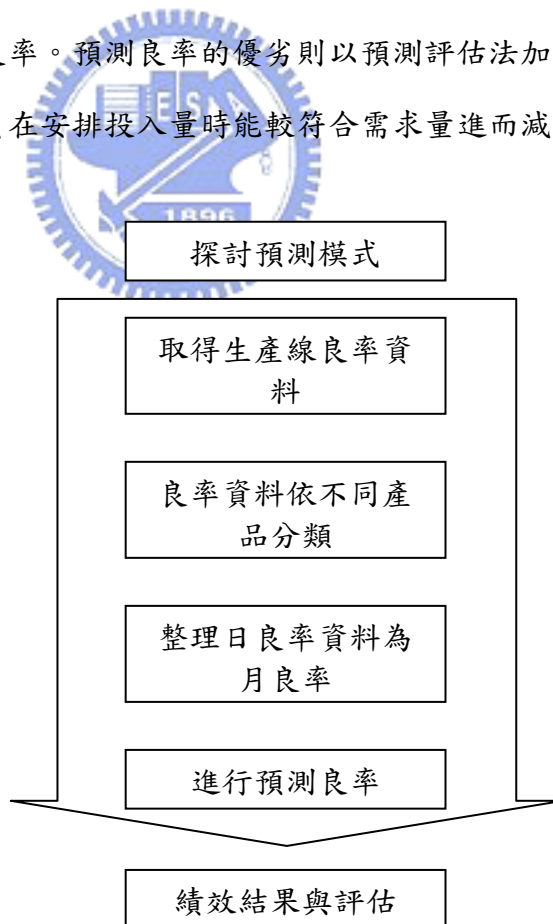 率。預測良率的優劣則以預測評估法加
在安排投入量時能較符合需求量進而減
E S
1896
探討預測模式
取得生產線良率資
料
良率資料依不同產
品分類
整理日良率資料為
月良率
進行預測良率
績效結果與評估